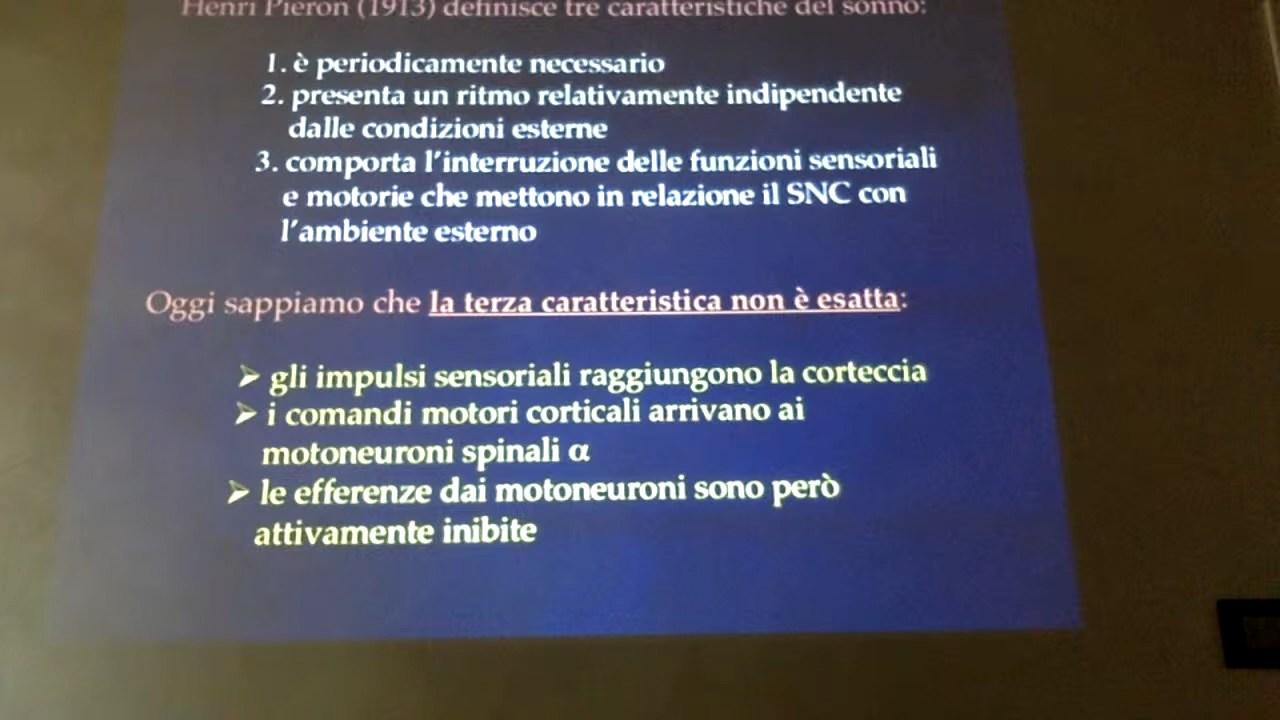 Henri Pieron (1913) definisce tre caratteristiche del sonno:
1. è periodicamente necessario
2. presenta un ritmo relativamente indipendente
dalle condizioni esterne
3. comporta l'interruzione delle funzioni sensoriali
e motorie che mettono in relazione il SNC con
l'ambiente esterno
Oggi sappiamo che la terza caratteristica non è esatta:
➢ gli impulsi sensoriali raggiungono la corteccia
➢ i comandi motori corticali arrivano ai
motoneuroni spinali α
➢ le efferenze dai motoneuroni sono però
attivamente inibite